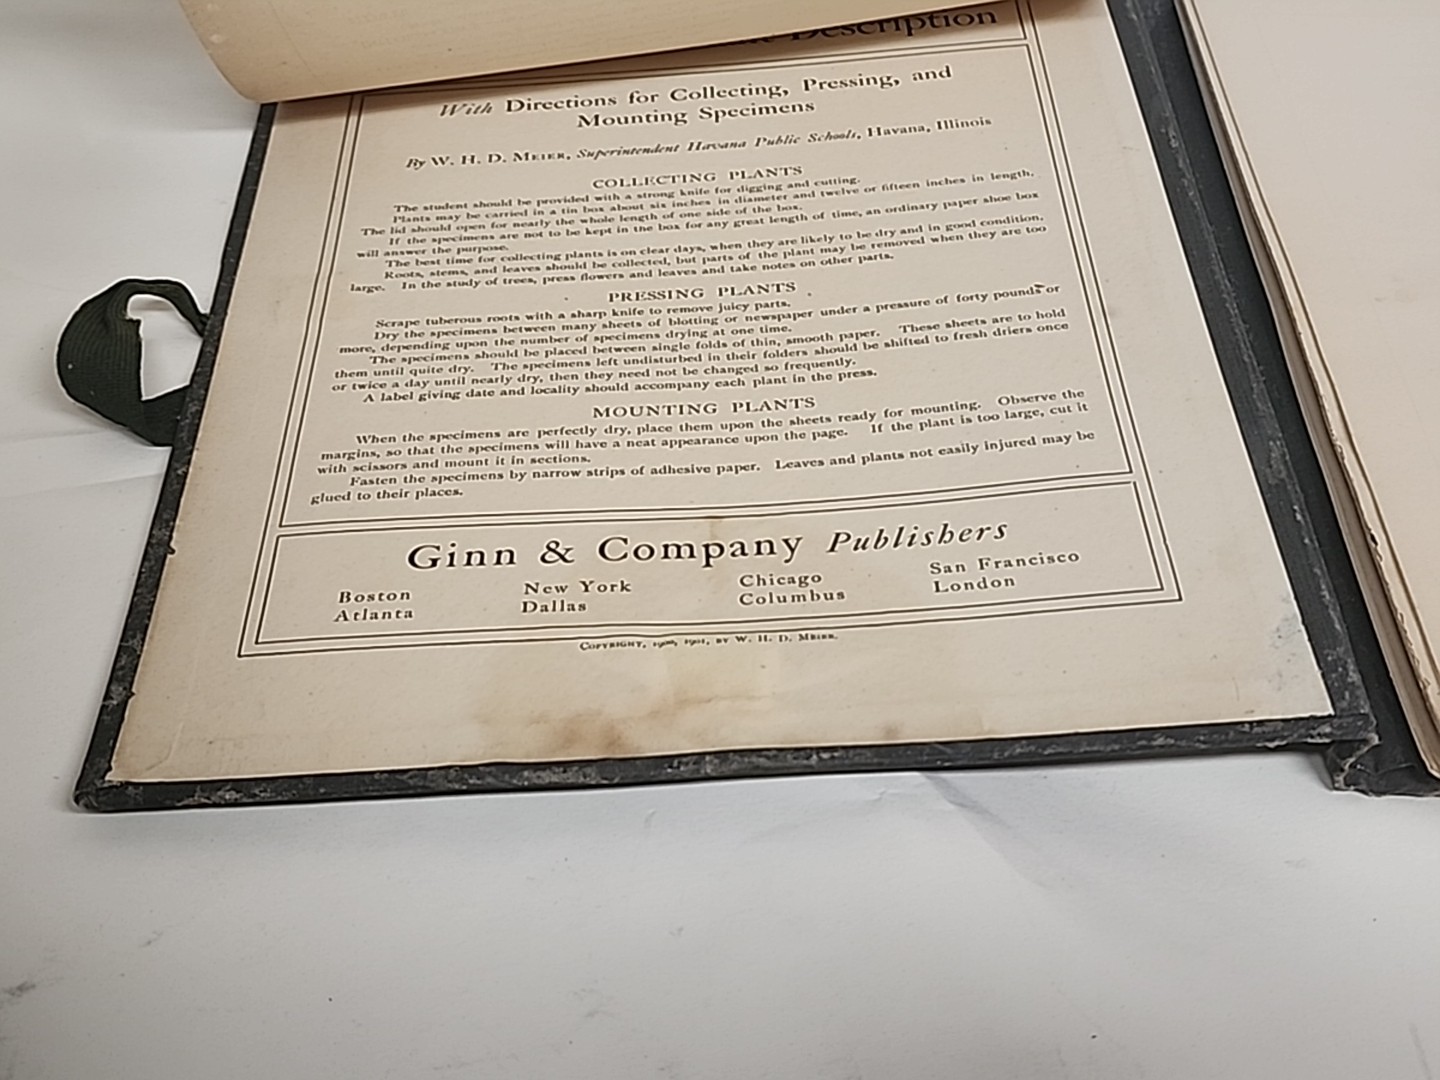 Description
With Directions for Collecting, Pressing, and
Mounting Specimens
By W. H. D. MEIER, Superintendent Havana Public Schools, Havana, Illinois
COLLECTING PLANTS
The student should be provided with a strong knife for digging and cutting.
Plants may be carried in a tin box about six inches in diameter and twelve or fifteen inches in length.
The lid should open for nearly the whole length of one side of the box.
If the specimens are not to be kept in the box for any great length of time, an ordinary paper shoe box
will answer the purpose.
The best time for collecting plants is on clear days, when they are likely to be dry and in good condition.
Roots, stems, and leaves should be collected, but parts of the plant may be removed when they are too
large. In the study of trees, press flowers and leaves and take notes on other parts.
PRESSING PLANTS
Scrape tuberous roots with a sharp knife to remove juicy parts.
Dry the specimens between many sheets of blotting or newspaper under a pressure of forty pounds or
more, depending upon the number of specimens drying at one time.
The specimens should be placed between single folds of thin, smooth paper. These sheets are to hold
them until quite dry. The specimens left undisturbed in their folders should be shifted to fresh driers once
or twice a day until nearly dry, then they need not be changed so frequently.
A label giving date and locality should accompany each plant in the press.
MOUNTING PLANTS
When the specimens are perfectly dry, place them upon the sheets ready for mounting. Observe the
margins, so that the specimens will have a neat appearance upon the page. If the plant is too large, cut it
with scissors and mount it in sections.
Fasten the specimens by narrow strips of adhesive paper. Leaves and plants not easily injured may be
glued to their places.
Ginn & Company Publishers
Boston New York Chicago San Francisco
Atlanta Dallas Columbus London
COPYRIGHT, 1900, 1901, BY W. H. D. MEIER.